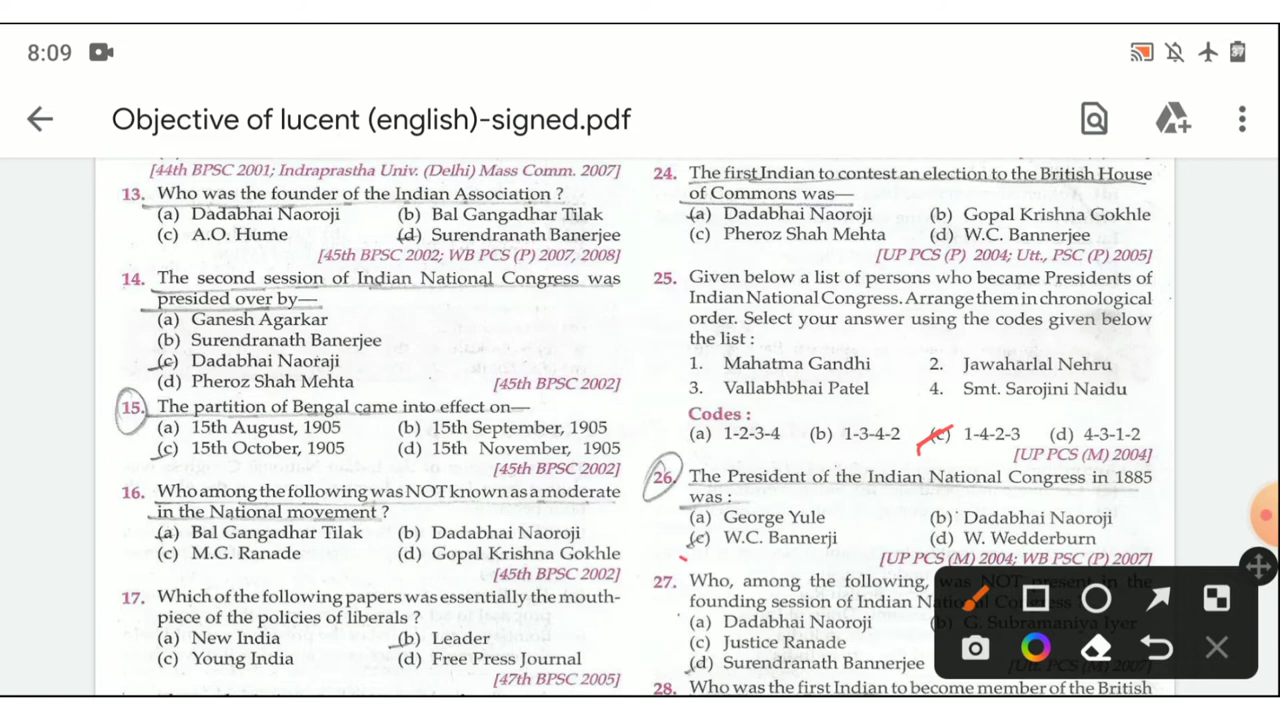 8:09
37
Objective of lucent (english)-signed.pdf
[44th BPSC 2001; Indraprastha Univ. (Delhi) Mass Comm. 2007]
13. Who was the founder of the Indian Association ?
(a) Dadabhai Naoroji (b) Bal Gangadhar Tilak
(c) A.O. Hume (d) Surendranath Banerjee
[45th BPSC 2002; WB PCS (P) 2007, 2008]
14. The second session of Indian National Congress was
presided over by—
(a) Ganesh Agarkar
(b) Surendranath Banerjee
(c) Dadabhai Naoraji
(d) Pheroz Shah Mehta [45th BPSC 2002]
15. The partition of Bengal came into effect on—
(a) 15th August, 1905 (b) 15th September, 1905
(c) 15th October, 1905 (d) 15th November, 1905
[45th BPSC 2002]
16. Who among the following was NOT known as a moderate
in the National movement ?
(a) Bal Gangadhar Tilak (b) Dadabhai Naoroji
(c) M.G. Ranade (d) Gopal Krishna Gokhle
[45th BPSC 2002]
17. Which of the following papers was essentially the mouth-
piece of the policies of liberals ?
(a) New India (b) Leader
(c) Young India (d) Free Press Journal
[47th BPSC 2005]
24. The first Indian to contest an election to the British House
of Commons was—
(a) Dadabhai Naoroji (b) Gopal Krishna Gokhle
(c) Pheroz Shah Mehta (d) W.C. Bannerjee
[UP PCS (P) 2004; Utt., PSC (P) 2005]
25. Given below a list of persons who became Presidents of
Indian National Congress. Arrange them in chronological
order. Select your answer using the codes given below
the list :
1. Mahatma Gandhi 2. Jawaharlal Nehru
3. Vallabhbhai Patel 4. Smt. Sarojini Naidu
Codes :
(a) 1-2-3-4 (b) 1-3-4-2 (c) 1-4-2-3 (d) 4-3-1-2
[UP PCS (M) 2004]
26. The President of the Indian National Congress in 1885
was :
(a) George Yule (b) Dadabhai Naoroji
(c) W.C. Bannerji (d) W. Wedderburn
[UP PCS (M) 2004; WB PSC (P) 2007]
27. Who, among the following, was NOT present in the
founding session of Indian National Congress
(a) Dadabhai Naoroji (b) G. Subramaniya Iyer
(c) Justice Ranade
(d) Surendranath Bannerjee [Utt. PCS (M) 2007]
28. Who was the first Indian to become member of the British